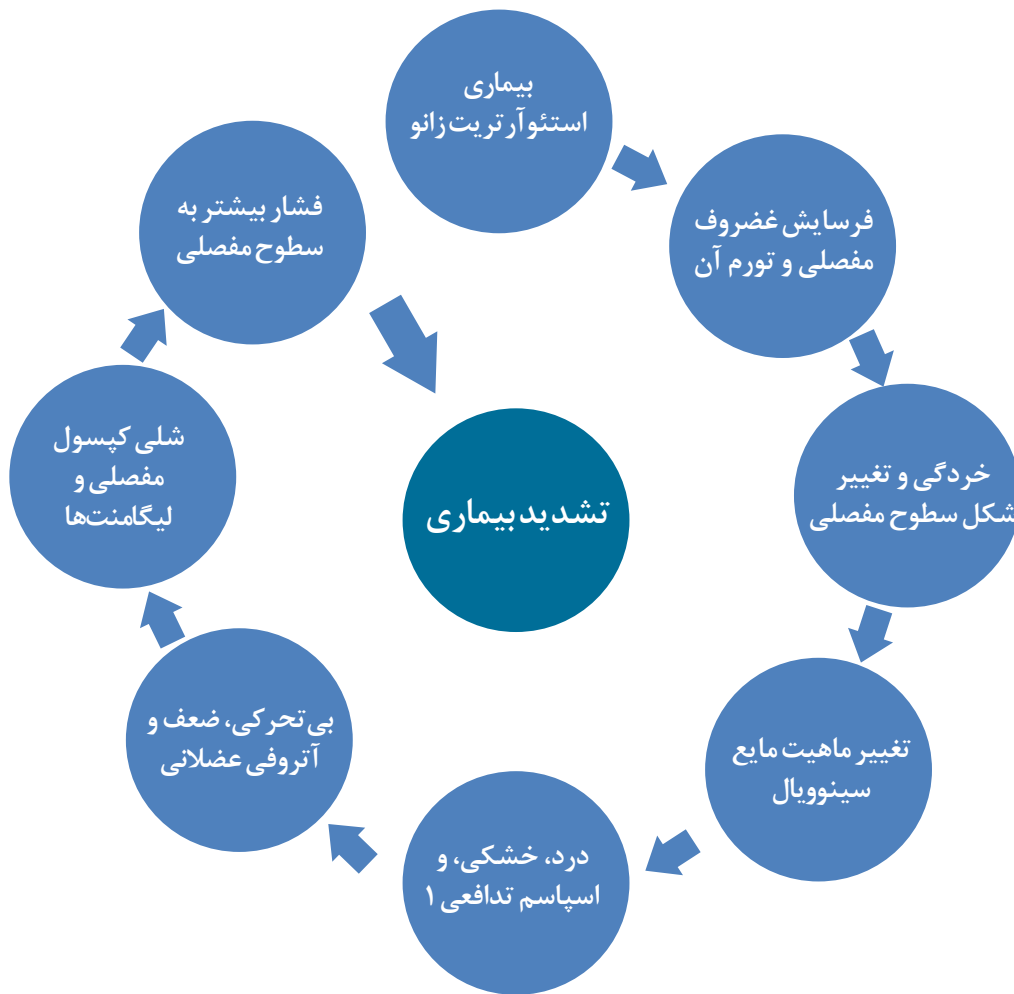 بیماری
استئوآرتریت زانو
فرسایش غضروف
مفصلی و تورم آن
خردگی و تغییر
شکل سطوح مفصلی
تغییر ماهیت مایع
سینوویال
درد، خشکی، و
اسپاسم تدافعی ۱
بی‌تحرکی، ضعف و
آتروفی عضلانی
شلی کپسول
مفصلی و
لیگامنت‌ها
فشار بیشتر به
سطوح مفصلی
تشدید بیماری